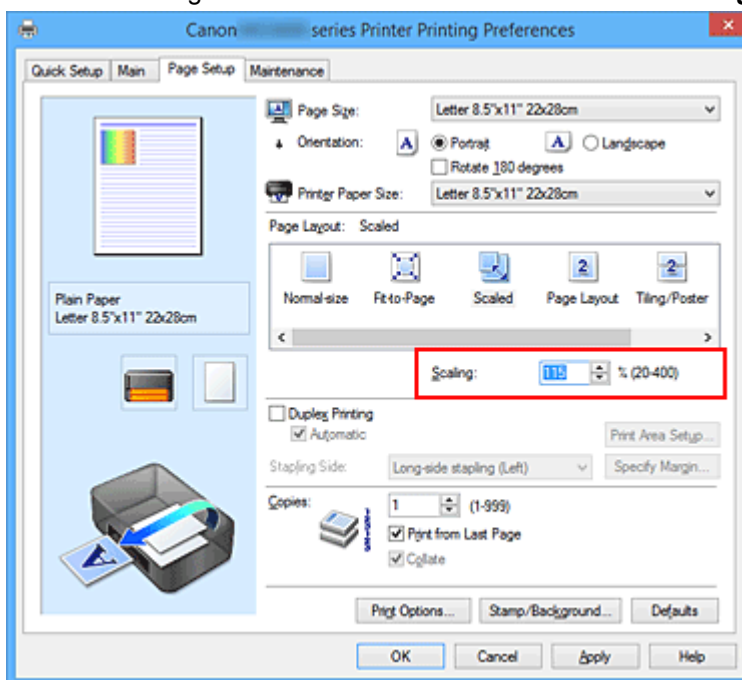 Canon series Printer Printing Preferences
Quick Setup Main Page Setup Maintenance
Page Size: Letter 8.5"x11" 22x28cm
Orientation: A Portrait A Landscape
Rotate 180 degrees
Printer Paper Size: Letter 8.5"x11" 22x28cm
Page Layout: Scaled
Normal-size Fit-to-Page Scaled Page Layout Tiling/Poster
Plain Paper
Letter 8.5"x11" 22x28cm
Scaling: 115 % (20-400)
Duplex Printing
Automatic Print Area Setup...
Stapling Side: Long-side stapling (Left) Specify Margin...
Copies: 1 (1-999)
Print from Last Page
Collate
Print Options... Stamp/Background... Defaults
OK Cancel Apply Help